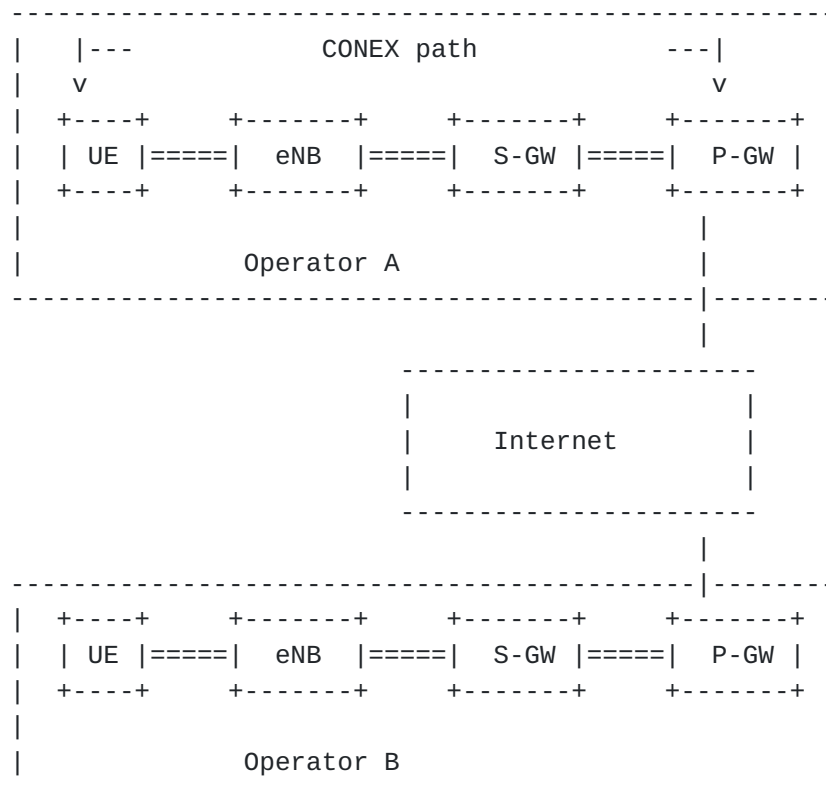 |--- CONEX path ---|
v v
UE eNB S-GW P-GW
Operator A
Internet
UE eNB S-GW P-GW
Operator B